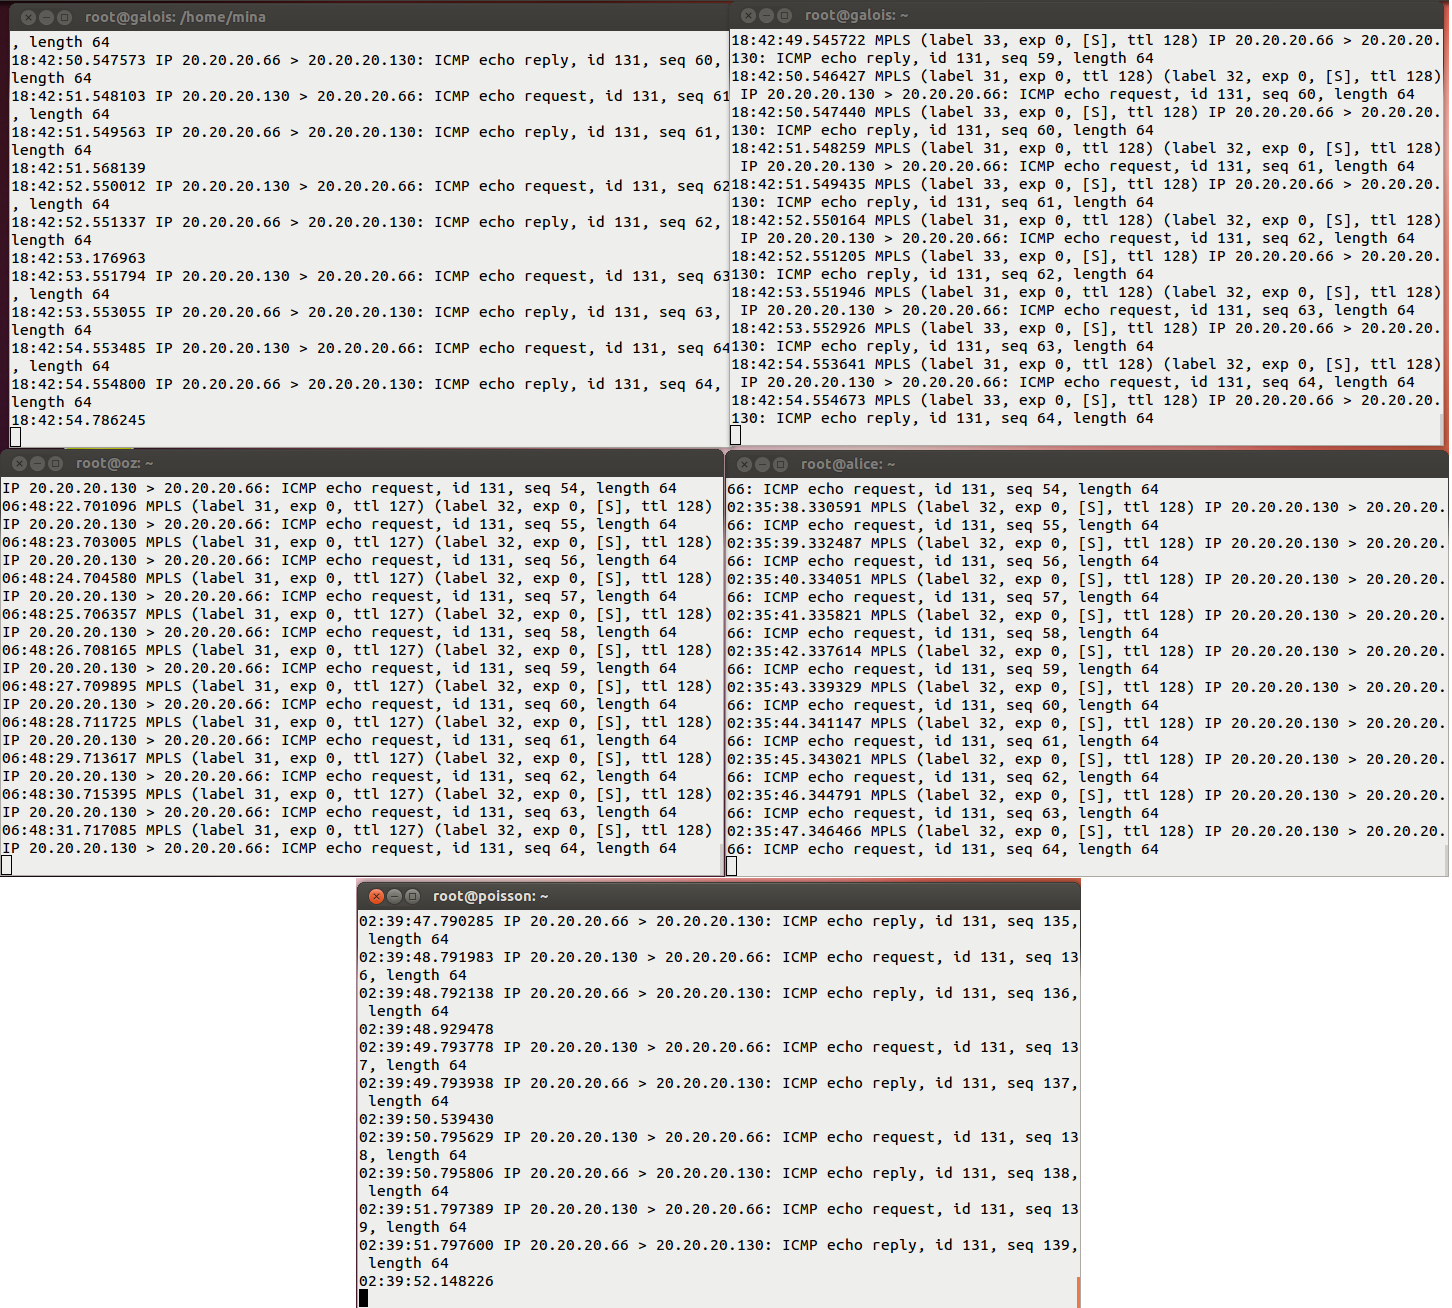 root@galois: /home/mina
, length 64
18:42:50.547573 IP 20.20.20.66 > 20.20.20.130: ICMP echo reply, id 131, seq 60,
length 64
18:42:51.548103 IP 20.20.20.130 > 20.20.20.66: ICMP echo request, id 131, seq 61
, length 64
18:42:51.549563 IP 20.20.20.66 > 20.20.20.130: ICMP echo reply, id 131, seq 61,
length 64
18:42:51.568139
18:42:52.550012 IP 20.20.20.130 > 20.20.20.66: ICMP echo request, id 131, seq 62
, length 64
18:42:52.551337 IP 20.20.20.66 > 20.20.20.130: ICMP echo reply, id 131, seq 62,
length 64
18:42:53.176963
18:42:53.551794 IP 20.20.20.130 > 20.20.20.66: ICMP echo request, id 131, seq 63
, length 64
18:42:53.553055 IP 20.20.20.66 > 20.20.20.130: ICMP echo reply, id 131, seq 63,
length 64
18:42:54.553485 IP 20.20.20.130 > 20.20.20.66: ICMP echo request, id 131, seq 64
, length 64
18:42:54.554800 IP 20.20.20.66 > 20.20.20.130: ICMP echo reply, id 131, seq 64,
length 64
18:42:54.786245
root@galois: ~
18:42:49.545722 MPLS (label 33, exp 0, [S], ttl 128) IP 20.20.20.66 > 20.20.20.
130: ICMP echo reply, id 131, seq 59, length 64
18:42:50.546427 MPLS (label 31, exp 0, ttl 128) (label 32, exp 0, [S], ttl 128)
IP 20.20.20.130 > 20.20.20.66: ICMP echo request, id 131, seq 60, length 64
18:42:50.547440 MPLS (label 33, exp 0, [S], ttl 128) IP 20.20.20.66 > 20.20.20.
130: ICMP echo reply, id 131, seq 60, length 64
18:42:51.548259 MPLS (label 31, exp 0, ttl 128) (label 32, exp 0, [S], ttl 128)
IP 20.20.20.130 > 20.20.20.66: ICMP echo request, id 131, seq 61, length 64
18:42:51.549435 MPLS (label 33, exp 0, [S], ttl 128) IP 20.20.20.66 > 20.20.20.
130: ICMP echo reply, id 131, seq 61, length 64
18:42:52.550164 MPLS (label 31, exp 0, ttl 128) (label 32, exp 0, [S], ttl 128)
IP 20.20.20.130 > 20.20.20.66: ICMP echo request, id 131, seq 62, length 64
18:42:52.551205 MPLS (label 33, exp 0, [S], ttl 128) IP 20.20.20.66 > 20.20.20.
130: ICMP echo reply, id 131, seq 62, length 64
18:42:53.551946 MPLS (label 31, exp 0, ttl 128) (label 32, exp 0, [S], ttl 128)
IP 20.20.20.130 > 20.20.20.66: ICMP echo request, id 131, seq 63, length 64
18:42:53.552926 MPLS (label 33, exp 0, [S], ttl 128) IP 20.20.20.66 > 20.20.20.
130: ICMP echo reply, id 131, seq 63, length 64
18:42:54.553641 MPLS (label 31, exp 0, ttl 128) (label 32, exp 0, [S], ttl 128)
IP 20.20.20.130 > 20.20.20.66: ICMP echo request, id 131, seq 64, length 64
18:42:54.554673 MPLS (label 33, exp 0, [S], ttl 128) IP 20.20.20.66 > 20.20.20.
130: ICMP echo reply, id 131, seq 64, length 64
root@oz: ~
IP 20.20.20.130 > 20.20.20.66: ICMP echo request, id 131, seq 54, length 64
06:48:22.701096 MPLS (label 31, exp 0, ttl 127) (label 32, exp 0, [S], ttl 128)
IP 20.20.20.130 > 20.20.20.66: ICMP echo request, id 131, seq 55, length 64
06:48:23.703005 MPLS (label 31, exp 0, ttl 127) (label 32, exp 0, [S], ttl 128)
IP 20.20.20.130 > 20.20.20.66: ICMP echo request, id 131, seq 56, length 64
06:48:24.704580 MPLS (label 31, exp 0, ttl 127) (label 32, exp 0, [S], ttl 128)
IP 20.20.20.130 > 20.20.20.66: ICMP echo request, id 131, seq 57, length 64
06:48:25.706357 MPLS (label 31, exp 0, ttl 127) (label 32, exp 0, [S], ttl 128)
IP 20.20.20.130 > 20.20.20.66: ICMP echo request, id 131, seq 58, length 64
06:48:26.708165 MPLS (label 31, exp 0, ttl 127) (label 32, exp 0, [S], ttl 128)
IP 20.20.20.130 > 20.20.20.66: ICMP echo request, id 131, seq 59, length 64
06:48:27.709895 MPLS (label 31, exp 0, ttl 127) (label 32, exp 0, [S], ttl 128)
IP 20.20.20.130 > 20.20.20.66: ICMP echo request, id 131, seq 60, length 64
06:48:28.711725 MPLS (label 31, exp 0, ttl 127) (label 32, exp 0, [S], ttl 128)
IP 20.20.20.130 > 20.20.20.66: ICMP echo request, id 131, seq 61, length 64
06:48:29.713617 MPLS (label 31, exp 0, ttl 127) (label 32, exp 0, [S], ttl 128)
IP 20.20.20.130 > 20.20.20.66: ICMP echo request, id 131, seq 62, length 64
06:48:30.715395 MPLS (label 31, exp 0, ttl 127) (label 32, exp 0, [S], ttl 128)
IP 20.20.20.130 > 20.20.20.66: ICMP echo request, id 131, seq 63, length 64
06:48:31.717085 MPLS (label 31, exp 0, ttl 127) (label 32, exp 0, [S], ttl 128)
IP 20.20.20.130 > 20.20.20.66: ICMP echo request, id 131, seq 64, length 64
root@alice: ~
66: ICMP echo request, id 131, seq 54, length 64
02:35:38.330591 MPLS (label 32, exp 0, [S], ttl 128) IP 20.20.20.130 > 20.20.20.
66: ICMP echo request, id 131, seq 55, length 64
02:35:39.332487 MPLS (label 32, exp 0, [S], ttl 128) IP 20.20.20.130 > 20.20.20.
66: ICMP echo request, id 131, seq 56, length 64
02:35:40.334051 MPLS (label 32, exp 0, [S], ttl 128) IP 20.20.20.130 > 20.20.20.
66: ICMP echo request, id 131, seq 57, length 64
02:35:41.335821 MPLS (label 32, exp 0, [S], ttl 128) IP 20.20.20.130 > 20.20.20.
66: ICMP echo request, id 131, seq 58, length 64
02:35:42.337614 MPLS (label 32, exp 0, [S], ttl 128) IP 20.20.20.130 > 20.20.20.
66: ICMP echo request, id 131, seq 59, length 64
02:35:43.339329 MPLS (label 32, exp 0, [S], ttl 128) IP 20.20.20.130 > 20.20.20.
66: ICMP echo request, id 131, seq 60, length 64
02:35:44.341147 MPLS (label 32, exp 0, [S], ttl 128) IP 20.20.20.130 > 20.20.20.
66: ICMP echo request, id 131, seq 61, length 64
02:35:45.343021 MPLS (label 32, exp 0, [S], ttl 128) IP 20.20.20.130 > 20.20.20.
66: ICMP echo request, id 131, seq 62, length 64
02:35:46.344791 MPLS (label 32, exp 0, [S], ttl 128) IP 20.20.20.130 > 20.20.20.
66: ICMP echo request, id 131, seq 63, length 64
02:35:47.346466 MPLS (label 32, exp 0, [S], ttl 128) IP 20.20.20.130 > 20.20.20.
66: ICMP echo request, id 131, seq 64, length 64
root@poisson: ~
02:39:47.790285 IP 20.20.20.66 > 20.20.20.130: ICMP echo reply, id 131, seq 135,
length 64
02:39:48.791983 IP 20.20.20.130 > 20.20.20.66: ICMP echo request, id 131, seq 13
6, length 64
02:39:48.792138 IP 20.20.20.66 > 20.20.20.130: ICMP echo reply, id 131, seq 136,
length 64
02:39:48.929478
02:39:49.793778 IP 20.20.20.130 > 20.20.20.66: ICMP echo request, id 131, seq 13
7, length 64
02:39:49.793938 IP 20.20.20.66 > 20.20.20.130: ICMP echo reply, id 131, seq 137,
length 64
02:39:50.539430
02:39:50.795629 IP 20.20.20.130 > 20.20.20.66: ICMP echo request, id 131, seq 13
8, length 64
02:39:50.795806 IP 20.20.20.66 > 20.20.20.130: ICMP echo reply, id 131, seq 138,
length 64
02:39:51.797389 IP 20.20.20.130 > 20.20.20.66: ICMP echo request, id 131, seq 13
9, length 64
02:39:51.797600 IP 20.20.20.66 > 20.20.20.130: ICMP echo reply, id 131, seq 139,
length 64
02:39:52.148226